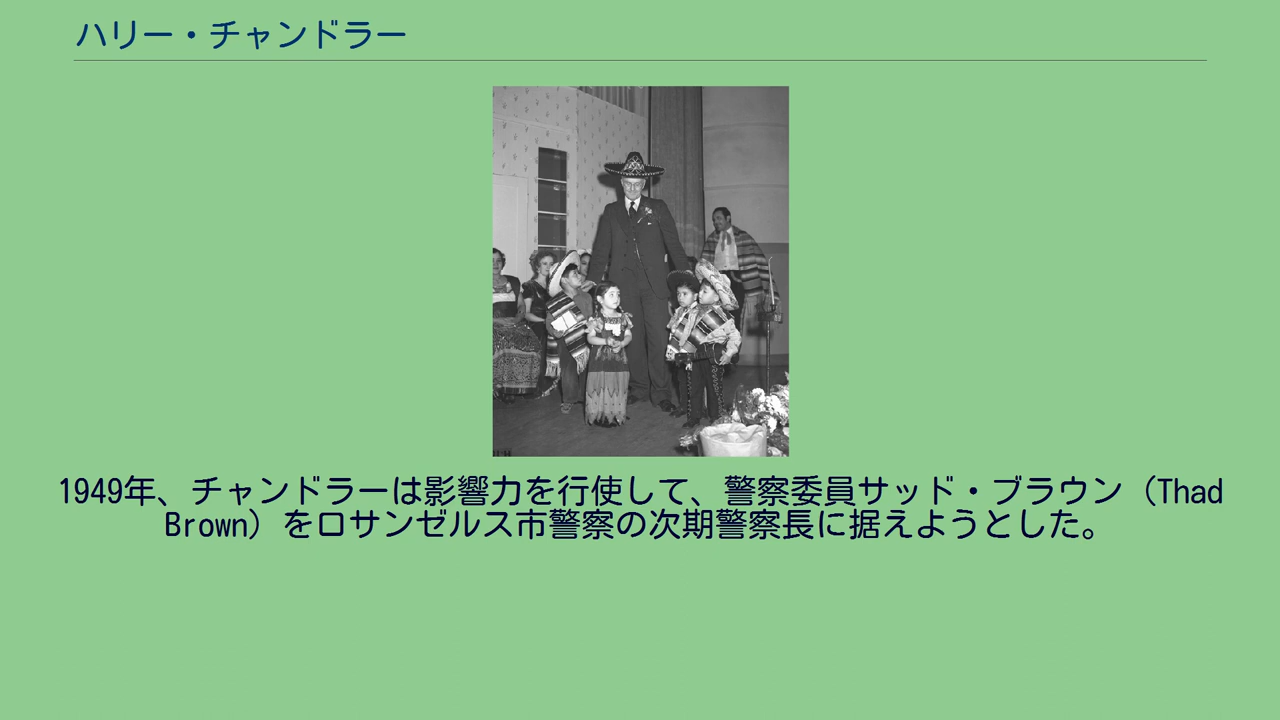 ハリー・チャンドラー
1949年、チャンドラーは影響力を行使して、警察委員サッド・ブラウン（Thad
Brown）をロサンゼルス市警察の次期警察長に据えようとした。